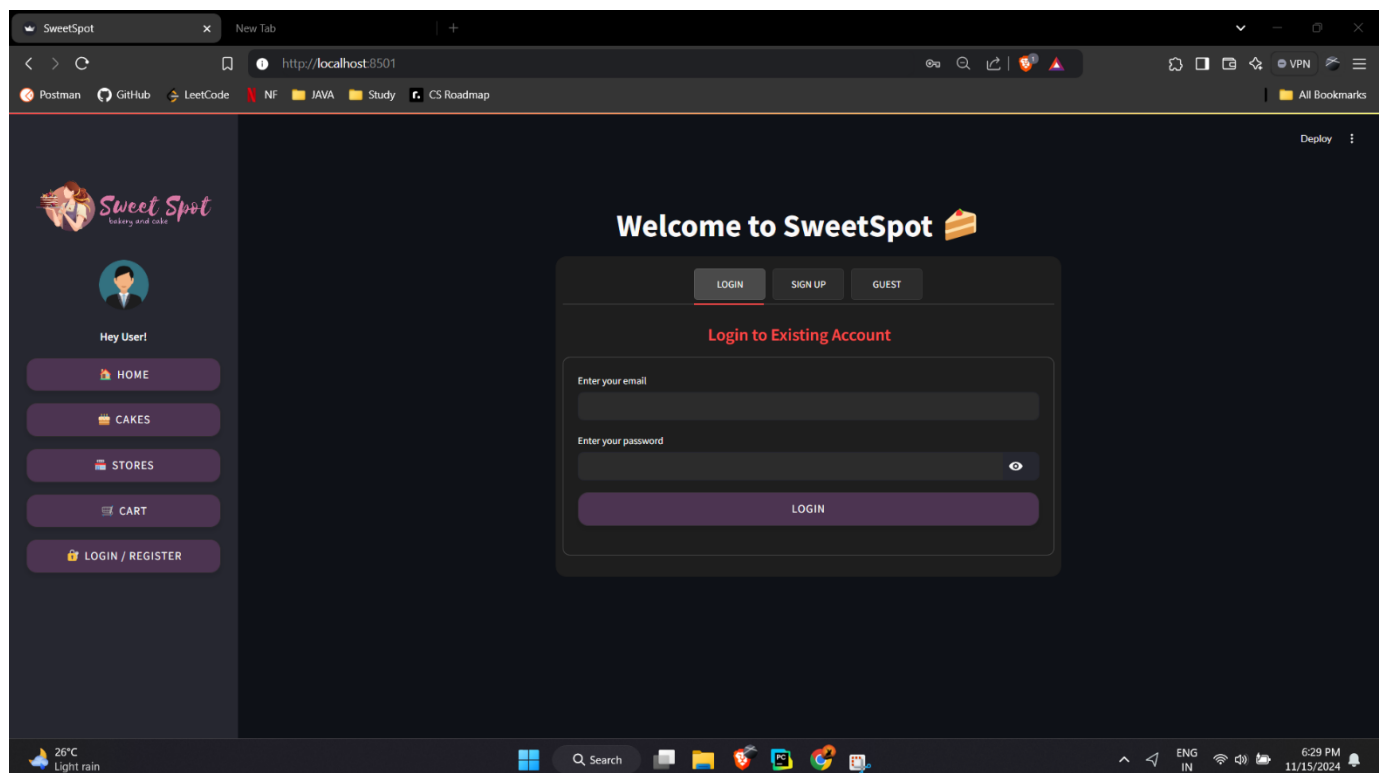 SweetSpot
New Tab
http://localhost:8501
VPN
Postman GitHub LeetCode NF JAVA Study CS Roadmap
All Bookmarks
Deploy
Sweet Spot
bakery and cake
Hey User!
HOME
CAKES
STORES
CART
LOGIN / REGISTER
Welcome to SweetSpot
LOGIN SIGN UP GUEST
Login to Existing Account
Enter your email
Enter your password
LOGIN
26°C
Light rain
Search
PC
ENG
IN
6:29 PM
11/15/2024